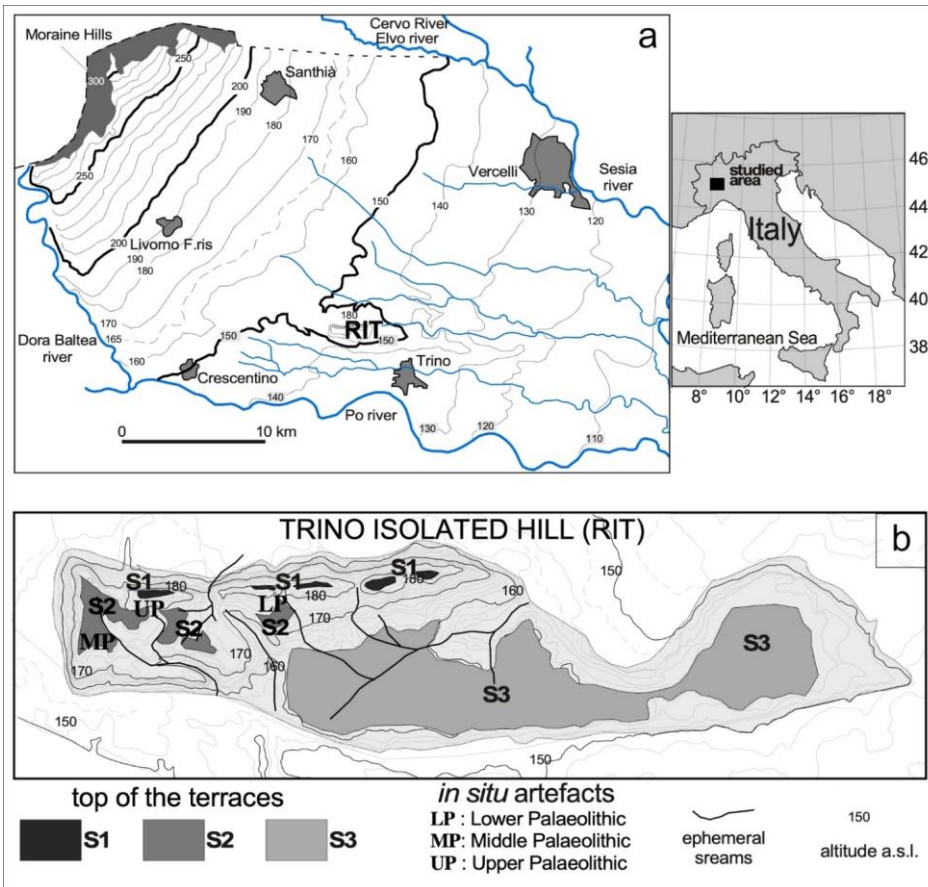 Cervo River
Elvo river
a
Moraine Hills
250
300
200
Santhià
190
180
170
160
250
Vercelli
Sesia
river
150
140
130
120
Livorno F.ris
200
190
180
170
165
160
150
180
RIT
150
Dora Baltea
river
Crescentino
Trino
140
Po river
130
120
110
0
10 km
46
studied
area
44
Italy
42
40
Mediterranean Sea
38
8°
10°
12°
14°
16°
18°
TRINO ISOLATED HILL (RIT)
b
S1
180
S1
180
S1
180
150
S2
UP
LP
160
170
S2
S2
MP
S3
170
170
160
S3
150
150
top of the terraces
S1
S2
S3
in situ artefacts
LP : Lower Palaeolithic
MP: Middle Palaeolithic
UP : Upper Palaeolithic
ephemeral
sreams
150
altitude a.s.l.